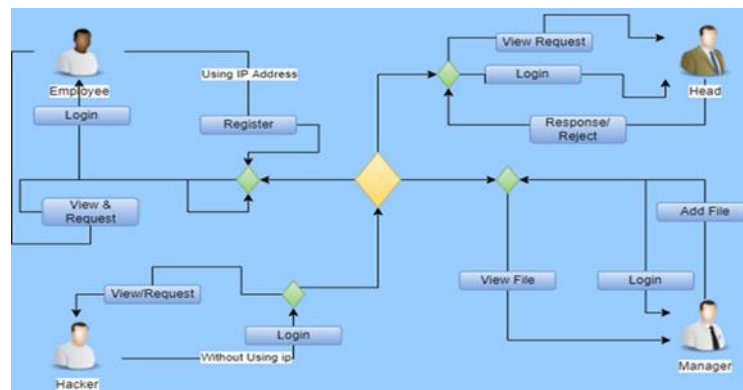 View Request
Using IP Address
Login
Employee
Head
Login
Register
Response/
Reject
View &
Request
Add File
View File
Login
View/Request
Login
Without Using ip
Manager
Hacker